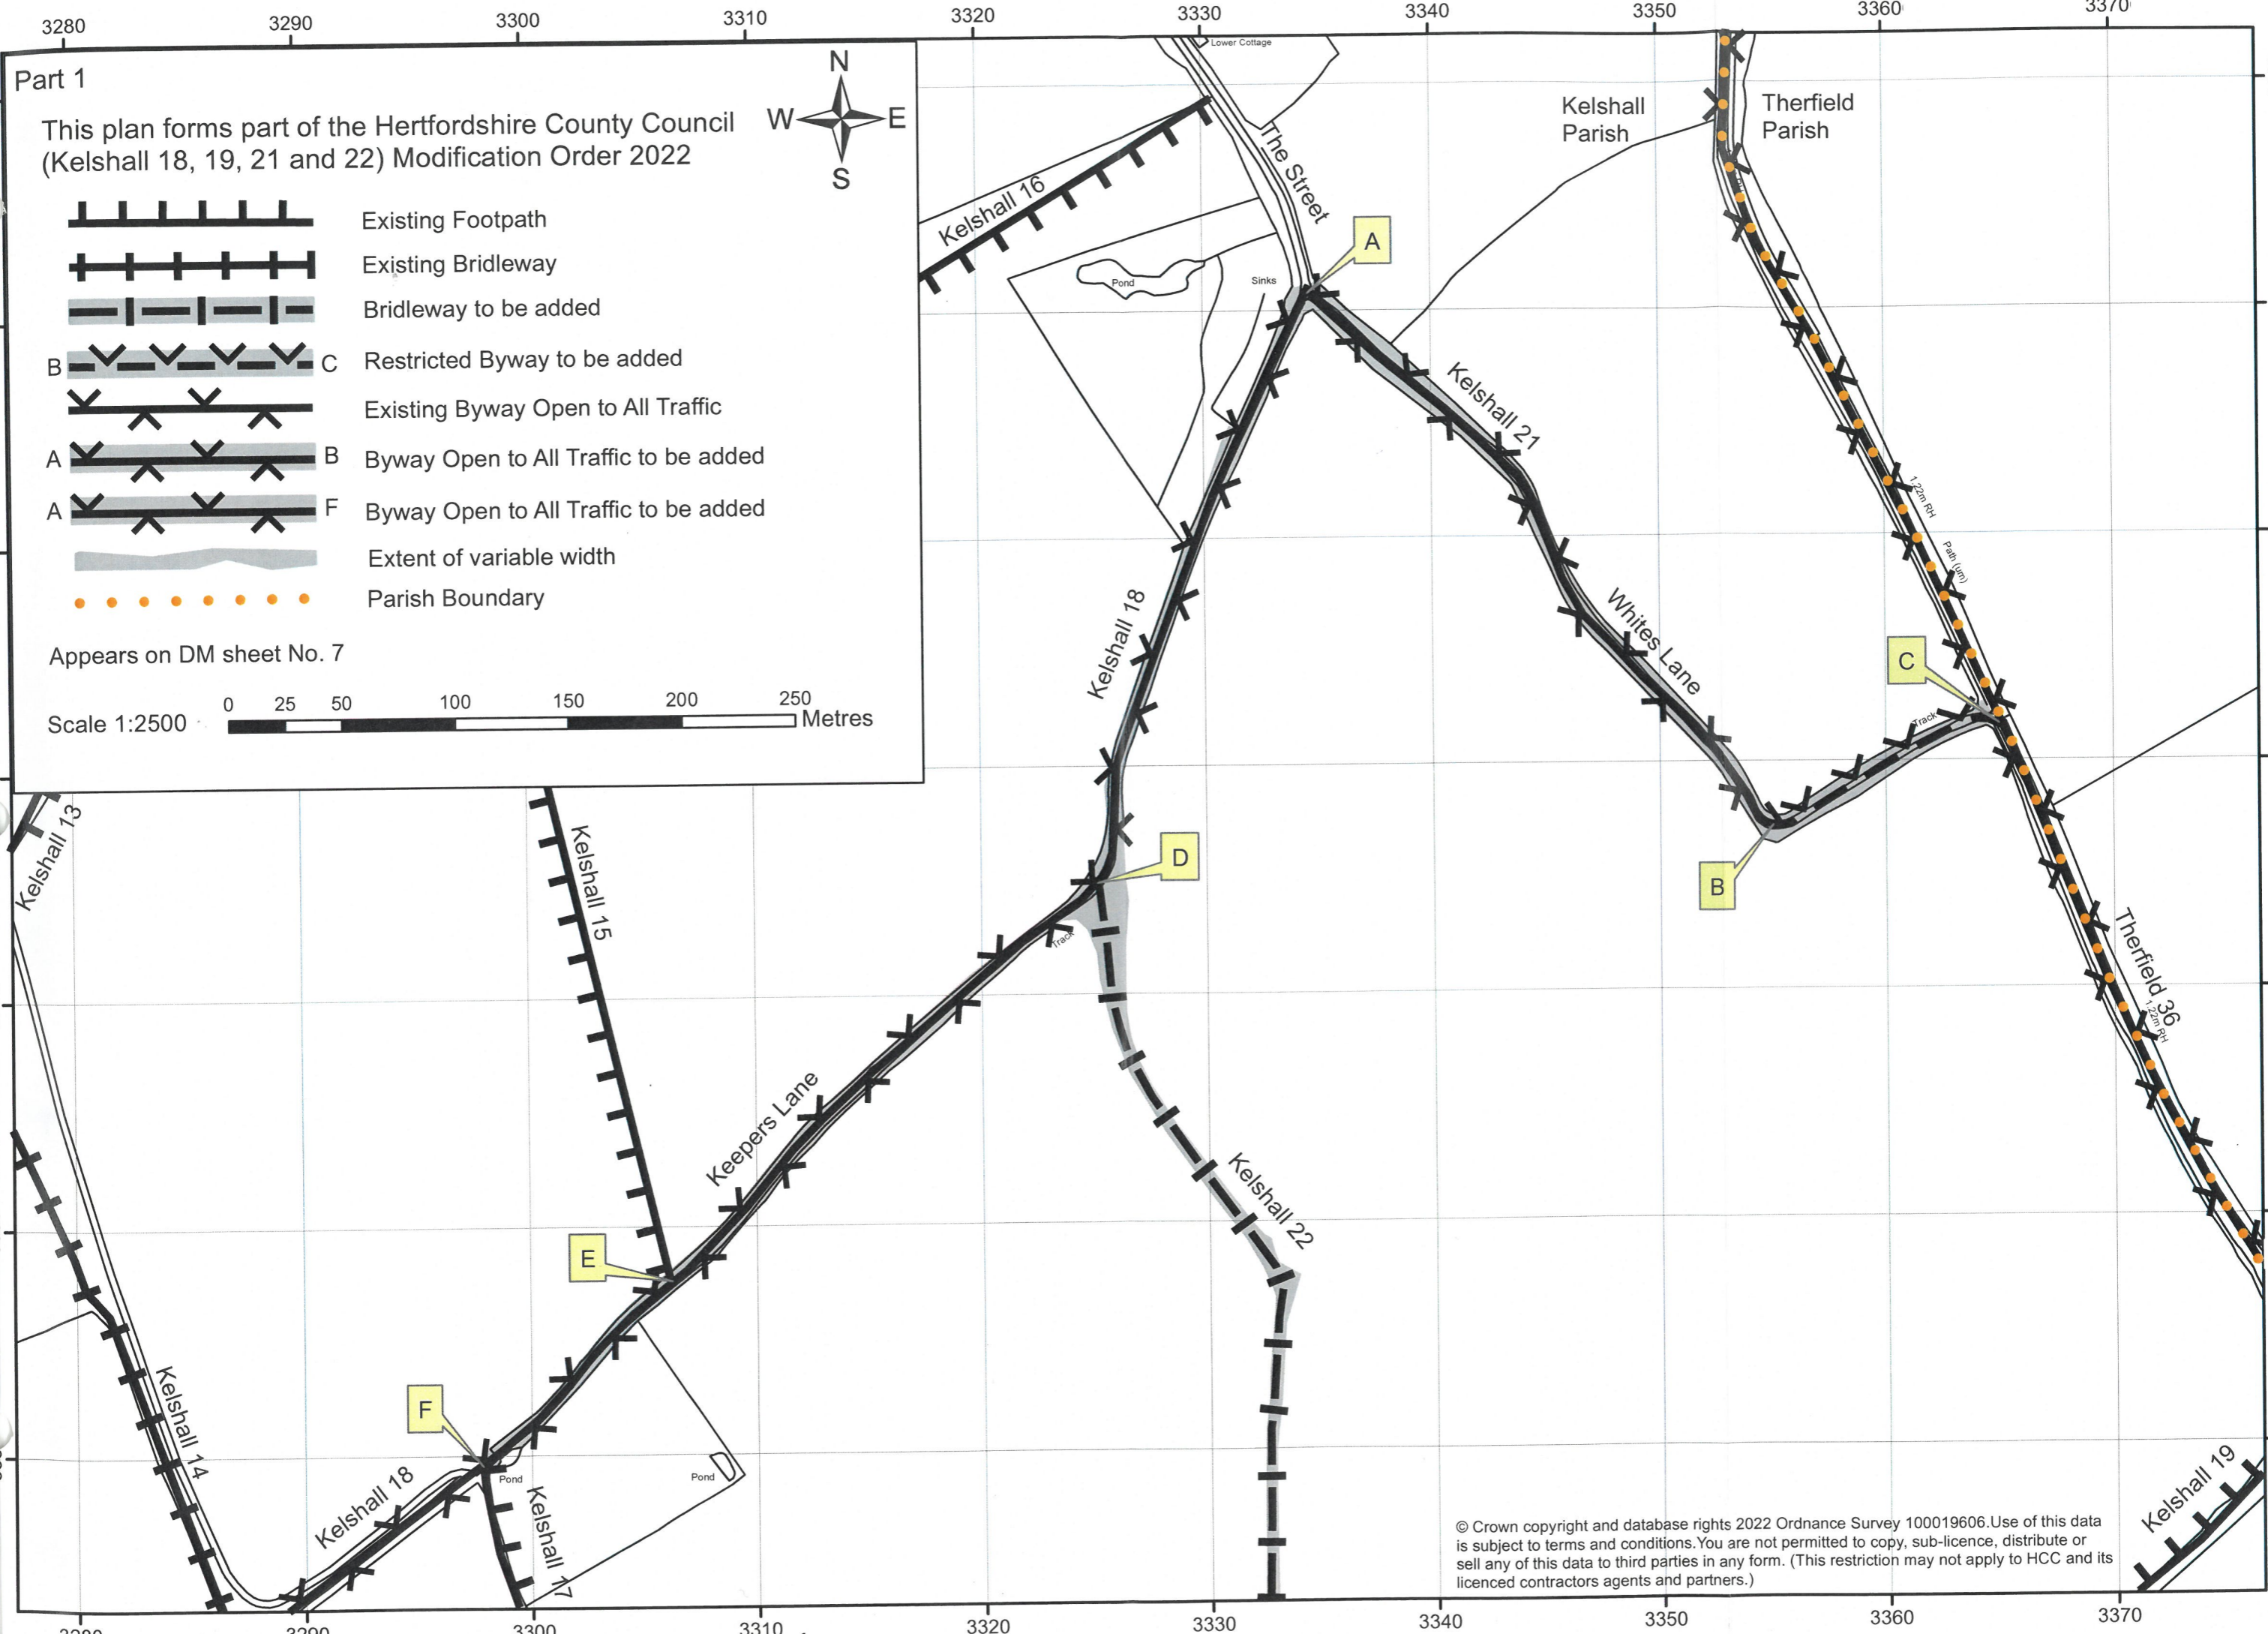 3280 3290 3300 3310 3320 3330 3340 3350 3360 3370
Part 1
This plan forms part of the Hertfordshire County Council
(Kelshall 18, 19, 21 and 22) Modification Order 2022
N
W E
S
Existing Footpath
Existing Bridleway
Bridleway to be added
B C Restricted Byway to be added
Existing Byway Open to All Traffic
A B Byway Open to All Traffic to be added
A F Byway Open to All Traffic to be added
Extent of variable width
Parish Boundary
Appears on DM sheet No. 7
0 25 50 100 150 200 250
Scale 1:2500 Metres
Lower Cottage
The Street
Kelshall 16
Pond
Sinks
A
Kelshall
Parish
Therfield
Parish
Kelshall 21
1.22m RH
Path (um)
Kelshall 18
Whites Lane
C
Track
B
D
Track
Kelshall 13
Kelshall 15
Therfield 36
1.22m RH
Keepers Lane
Kelshall 22
E
F
Kelshall 14
Kelshall 18
Pond
Pond
Kelshall 17
Kelshall 19
© Crown copyright and database rights 2022 Ordnance Survey 100019606.Use of this data
is subject to terms and conditions.You are not permitted to copy, sub-licence, distribute or
sell any of this data to third parties in any form. (This restriction may not apply to HCC and its
licenced contractors agents and partners.)
3300 3310 3320 3330 3340 3350 3360 3370